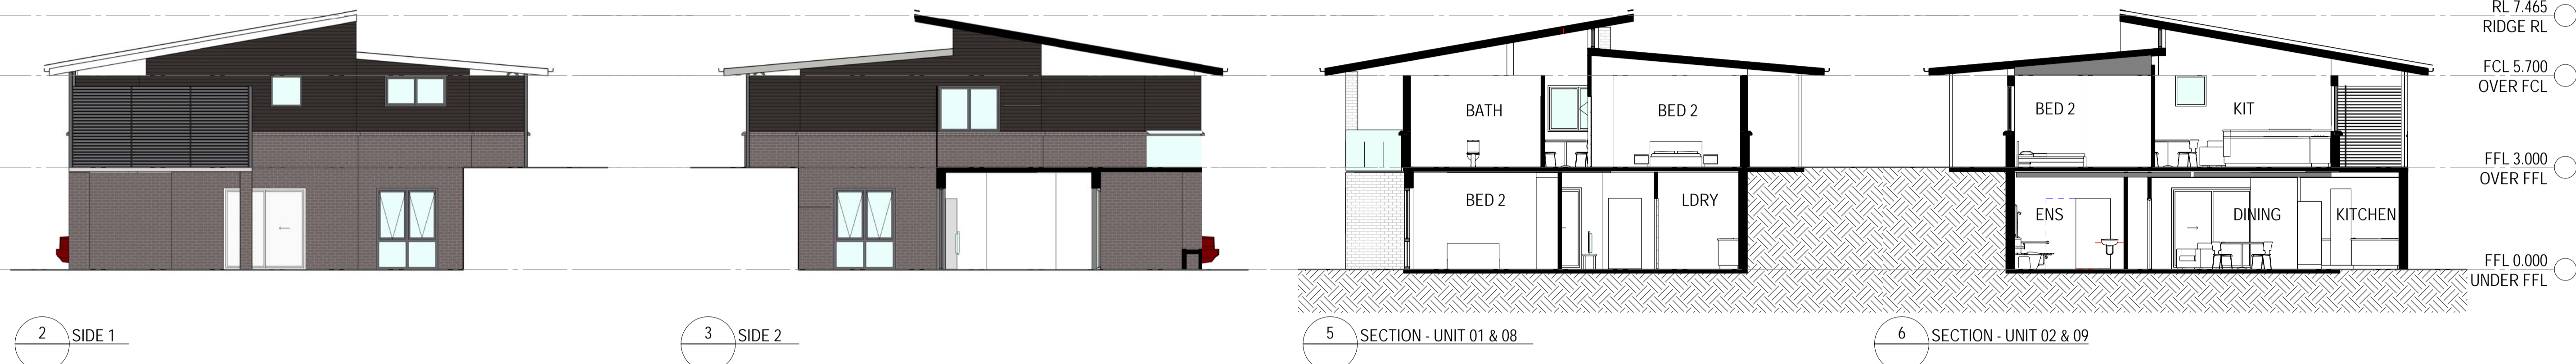 RL 7.465
RIDGE RL
FCL 5.700
OVER FCL
BATH
BED 2
BED 2
KIT
FFL 3.000
OVER FFL
BED 2
LDRY
ENS
DINING
KITCHEN
FFL 0.000
UNDER FFL
2 SIDE 1
3 SIDE 2
5 SECTION - UNIT 01 & 08
6 SECTION - UNIT 02 & 09